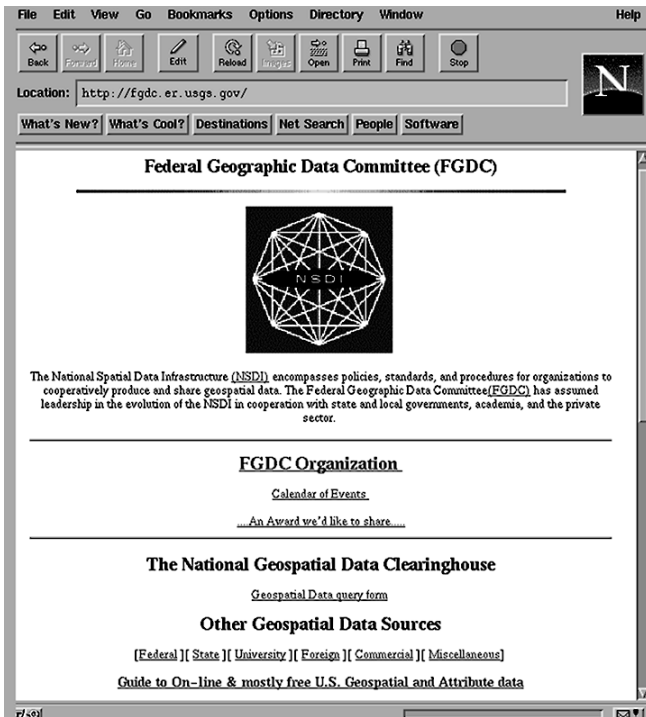 File Edit View Go Bookmarks Options Directory Window Help
Back Forward Home Edit Reload Images Open Print Find Stop
N
Location: http://fgdc.er.usgs.gov/
What's New? What's Cool? Destinations Net Search People Software
Federal Geographic Data Committee (FGDC)
NSDI
The National Spatial Data Infrastructure (NSDI) encompasses policies, standards, and procedures for organizations to
cooperatively produce and share geospatial data. The Federal Geographic Data Committee(FGDC) has assumed
leadership in the evolution of the NSDI in cooperation with state and local governments, academia, and the private
sector.
FGDC Organization
Calendar of Events
....An Award we'd like to share.....
The National Geospatial Data Clearinghouse
Geospatial Data query form
Other Geospatial Data Sources
[Federal ][ State ][ University ][ Foreign ][ Commercial ][ Miscellaneous]
Guide to On-line & mostly free U.S. Geospatial and Attribute data